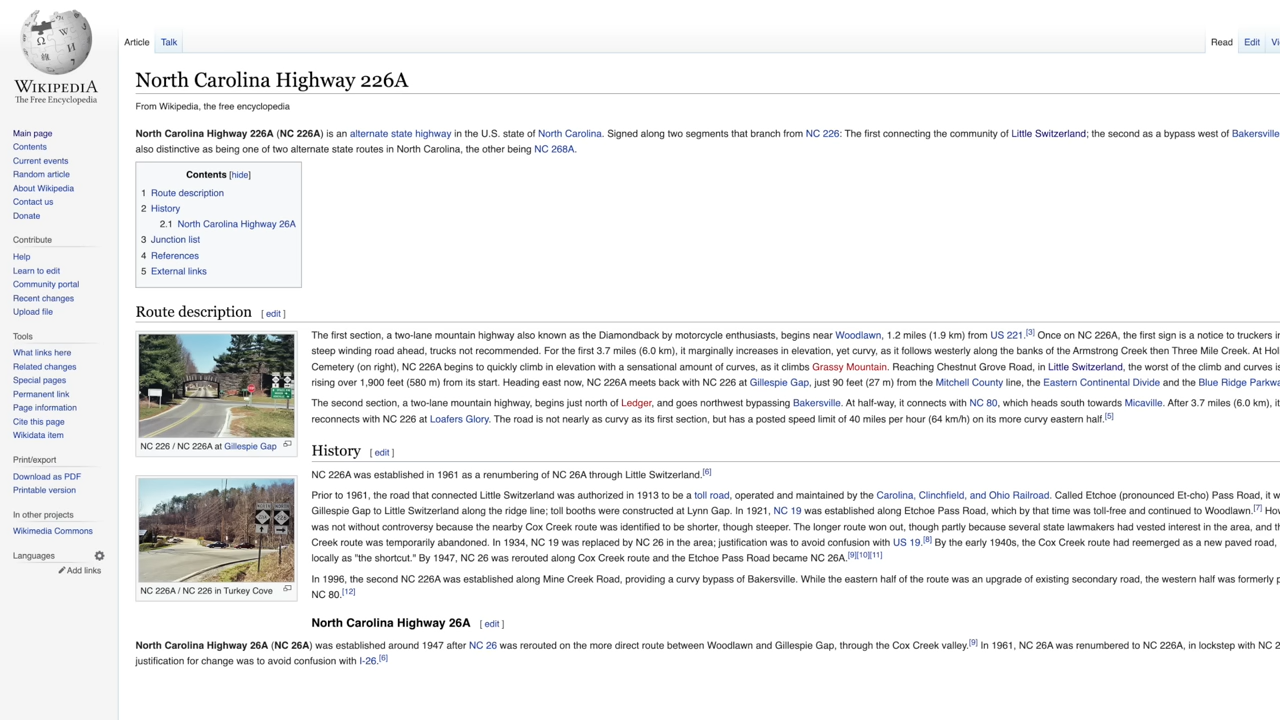 WIKIPEDIA
The Free Encyclopedia
Main page
Contents
Current events
Random article
About Wikipedia
Contact us
Donate
Contribute
Help
Learn to edit
Community portal
Recent changes
Upload file
Tools
What links here
Related changes
Special pages
Permanent link
Page information
Cite this page
Wikidata item
Print/export
Download as PDF
Printable version
In other projects
Wikimedia Commons
Languages
Add links
Article Talk
Read Edit
North Carolina Highway 226A
From Wikipedia, the free encyclopedia
North Carolina Highway 226A (NC 226A) is an alternate state highway in the U.S. state of North Carolina. Signed along two segments that branch from NC 226: The first connecting the community of Little Switzerland; the second as a bypass west of Bakersville
also distinctive as being one of two alternate state routes in North Carolina, the other being NC 268A.
Contents [hide]
1 Route description
2 History
2.1 North Carolina Highway 26A
3 Junction list
4 References
5 External links
Route description [ edit ]
NC 226 / NC 226A at Gillespie Gap
The first section, a two-lane mountain highway also known as the Diamondback by motorcycle enthusiasts, begins near Woodlawn, 1.2 miles (1.9 km) from US 221.[3] Once on NC 226A, the first sign is a notice to truckers
steep winding road ahead, trucks not recommended. For the first 3.7 miles (6.0 km), it marginally increases in elevation, yet curvy, as it follows westerly along the banks of the Armstrong Creek then Three Mile Creek. At
Cemetery (on right), NC 226A begins to quickly climb in elevation with a sensational amount of curves, as it climbs Grassy Mountain. Reaching Chestnut Grove Road, in Little Switzerland, the worst of the climb and curves
rising over 1,900 feet (580 m) from its start. Heading east now, NC 226A meets back with NC 226 at Gillespie Gap, just 90 feet (27 m) from the Mitchell County line, the Eastern Continental Divide and the Blue Ridge
The second section, a two-lane mountain highway, begins just north of Ledger, and goes northwest bypassing Bakersville. At half-way, it connects with NC 80, which heads south towards Micaville. After 3.7 miles (6.0 km), it
reconnects with NC 226 at Loafers Glory. The road is not nearly as curvy as its first section, but has a posted speed limit of 40 miles per hour (64 km/h) on its more curvy eastern half.[5]
History [ edit ]
NC 226A / NC 226 in Turkey Cove
NC 226A was established in 1961 as a renumbering of NC 26A through Little Switzerland.[6]
Prior to 1961, the road that connected Little Switzerland was authorized in 1913 to be a toll road, operated and maintained by the Carolina, Clinchfield, and Ohio Railroad. Called Etchoe (pronounced Et-cho) Pass Road, it
Gillespie Gap to Little Switzerland along the ridge line; toll booths were constructed at Lynn Gap. In 1921, NC 19 was established along Etchoe Pass Road, which by that time was toll-free and continued to Woodlawn.[7]
was not without controversy because the nearby Cox Creek route was identified to be shorter, though steeper. The longer route won out, though partly because several state lawmakers had vested interest in the area, and
Creek route was temporarily abandoned. In 1934, NC 19 was replaced by NC 26 in the area; justification was to avoid confusion with US 19.[8] By the early 1940s, the Cox Creek route had reemerged as a new paved road,
locally as "the shortcut." By 1947, NC 26 was rerouted along Cox Creek route and the Etchoe Pass Road became NC 26A.[9][10][11]
In 1996, the second NC 226A was established along Mine Creek Road, providing a curvy bypass of Bakersville. While the eastern half of the route was an upgrade of existing secondary road, the western half was formerly
NC 80.[12]
North Carolina Highway 26A [ edit ]
North Carolina Highway 26A (NC 26A) was established around 1947 after NC 26 was rerouted on the more direct route between Woodlawn and Gillespie Gap, through the Cox Creek valley.[9] In 1961, NC 26A was renumbered to NC 226A, in lockstep with NC
justification for change was to avoid confusion with I-26.[6]